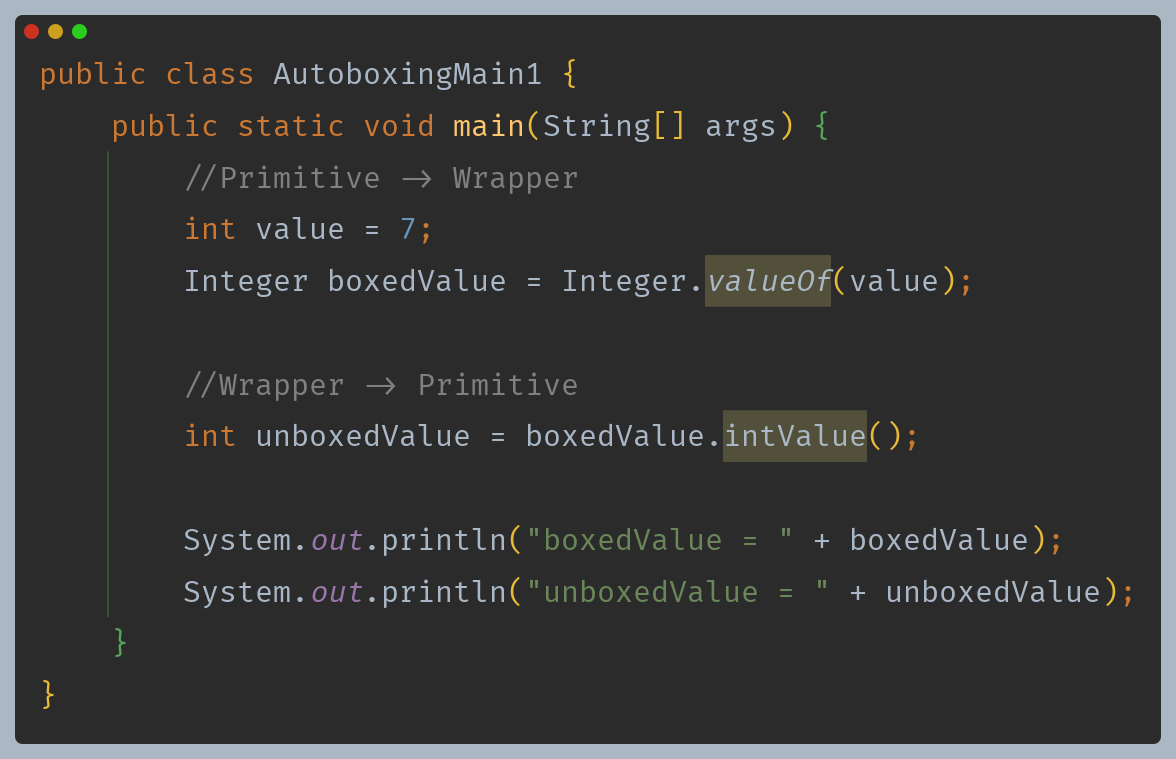 public class AutoboxingMain1 {
    public static void main(String[] args) {
        //Primitive -> Wrapper
        int value = 7;
        Integer boxedValue = Integer.valueOf(value);

        //Wrapper -> Primitive
        int unboxedValue = boxedValue.intValue();

        System.out.println("boxedValue = " + boxedValue);
        System.out.println("unboxedValue = " + unboxedValue);
    }
}